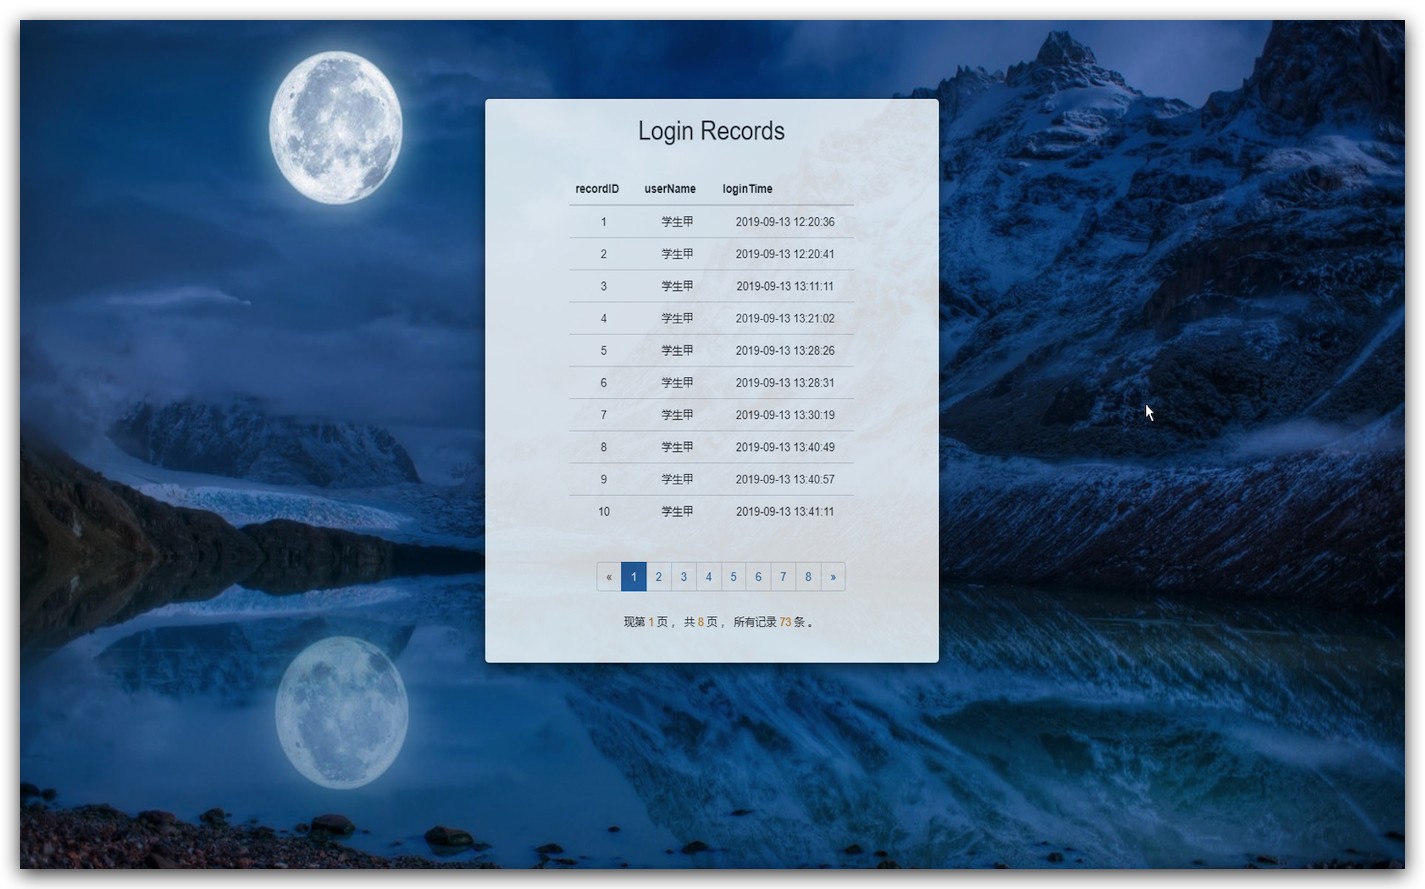 Login Records
recordID userName loginTime
1 学生甲 2019-09-13 12:20:36
2 学生甲 2019-09-13 12:20:41
3 学生甲 2019-09-13 13:11:11
4 学生甲 2019-09-13 13:21:02
5 学生甲 2019-09-13 13:28:26
6 学生甲 2019-09-13 13:28:31
7 学生甲 2019-09-13 13:30:19
8 学生甲 2019-09-13 13:40:49
9 学生甲 2019-09-13 13:40:57
10 学生甲 2019-09-13 13:41:11
« 1 2 3 4 5 6 7 8 »
现第 1 页， 共 8 页， 所有记录 73 条 。